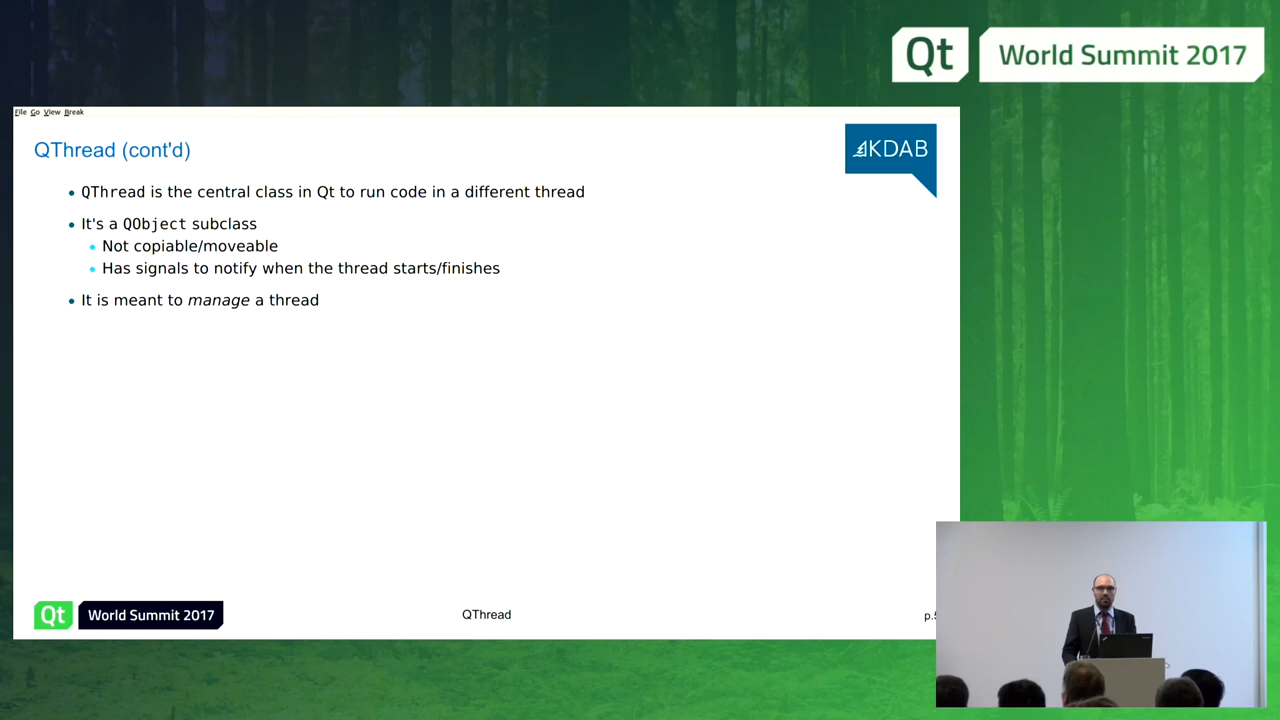 Qt World Summit 2017
File Go View Break
QThread (cont'd)
KDAB
QThread is the central class in Qt to run code in a different thread
It's a QObject subclass
Not copiable/moveable
Has signals to notify when the thread starts/finishes
It is meant to manage a thread
Qt World Summit 2017
QThread